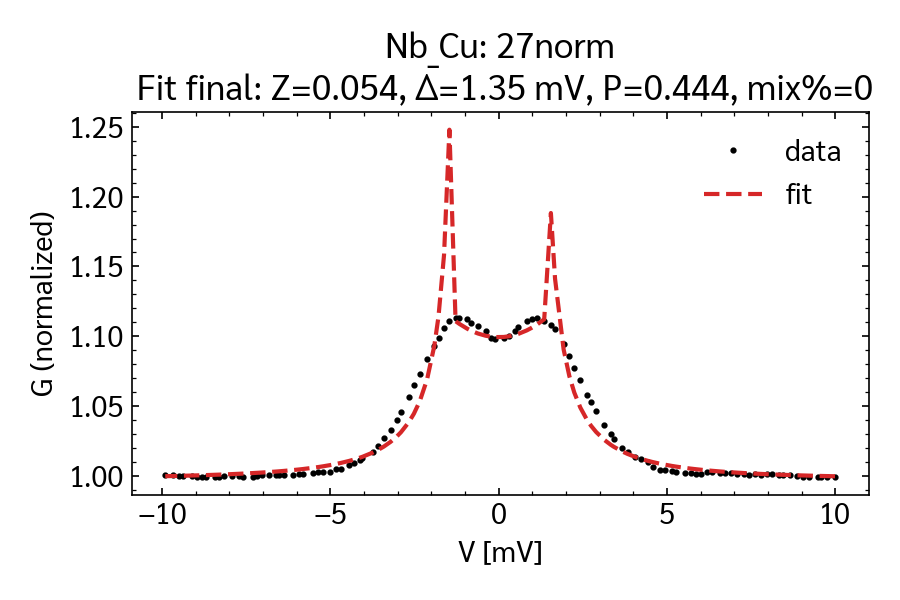 Nb_Cu: 27norm
Fit final: Z=0.054, Δ=1.35 mV, P=0.444, mix%=0
G (normalized)
1.25
1.20
1.15
1.10
1.05
1.00
data
fit
−10
−5
0
5
10
V [mV]